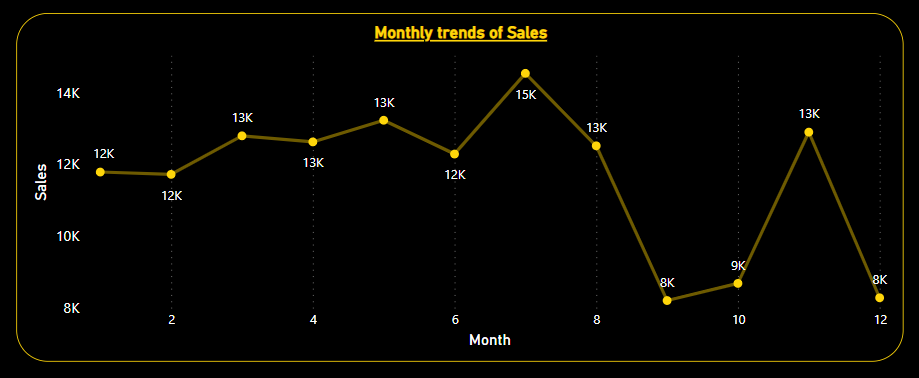 Monthly trends of Sales
14K
12K
10K
8K
Sales
12K
12K
13K
13K
13K
12K
15K
13K
8K
9K
13K
8K
2 4 6 8 10 12
Month